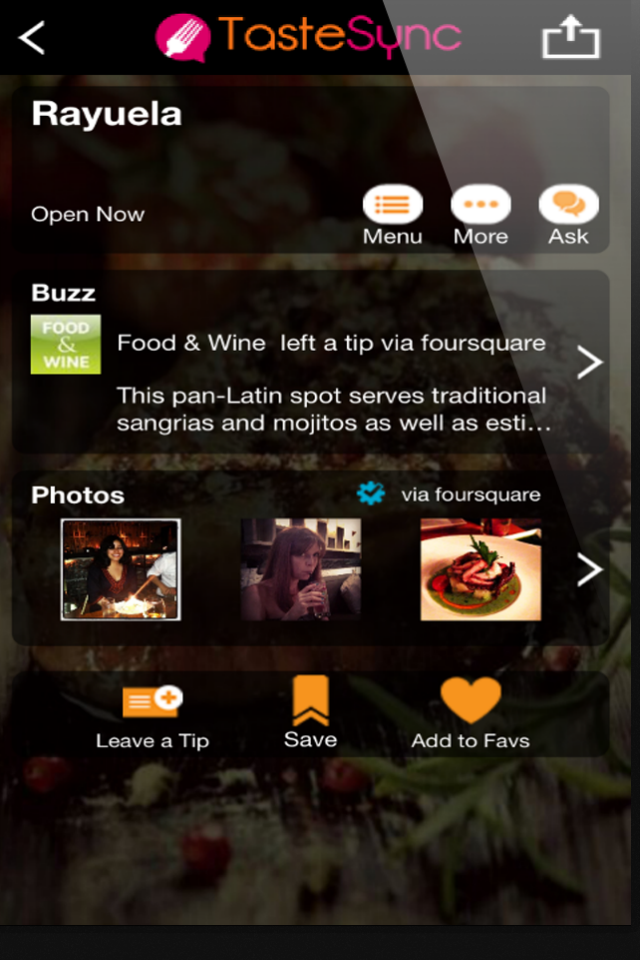 TasteSync
Rayuela
Open Now
Menu
More
Ask
Buzz
FOOD
&
WINE
Food & Wine left a tip via foursquare
This pan-Latin spot serves traditional
sangrias and mojitos as well as esti...
Photos
via foursquare
Leave a Tip
Save
Add to Favs